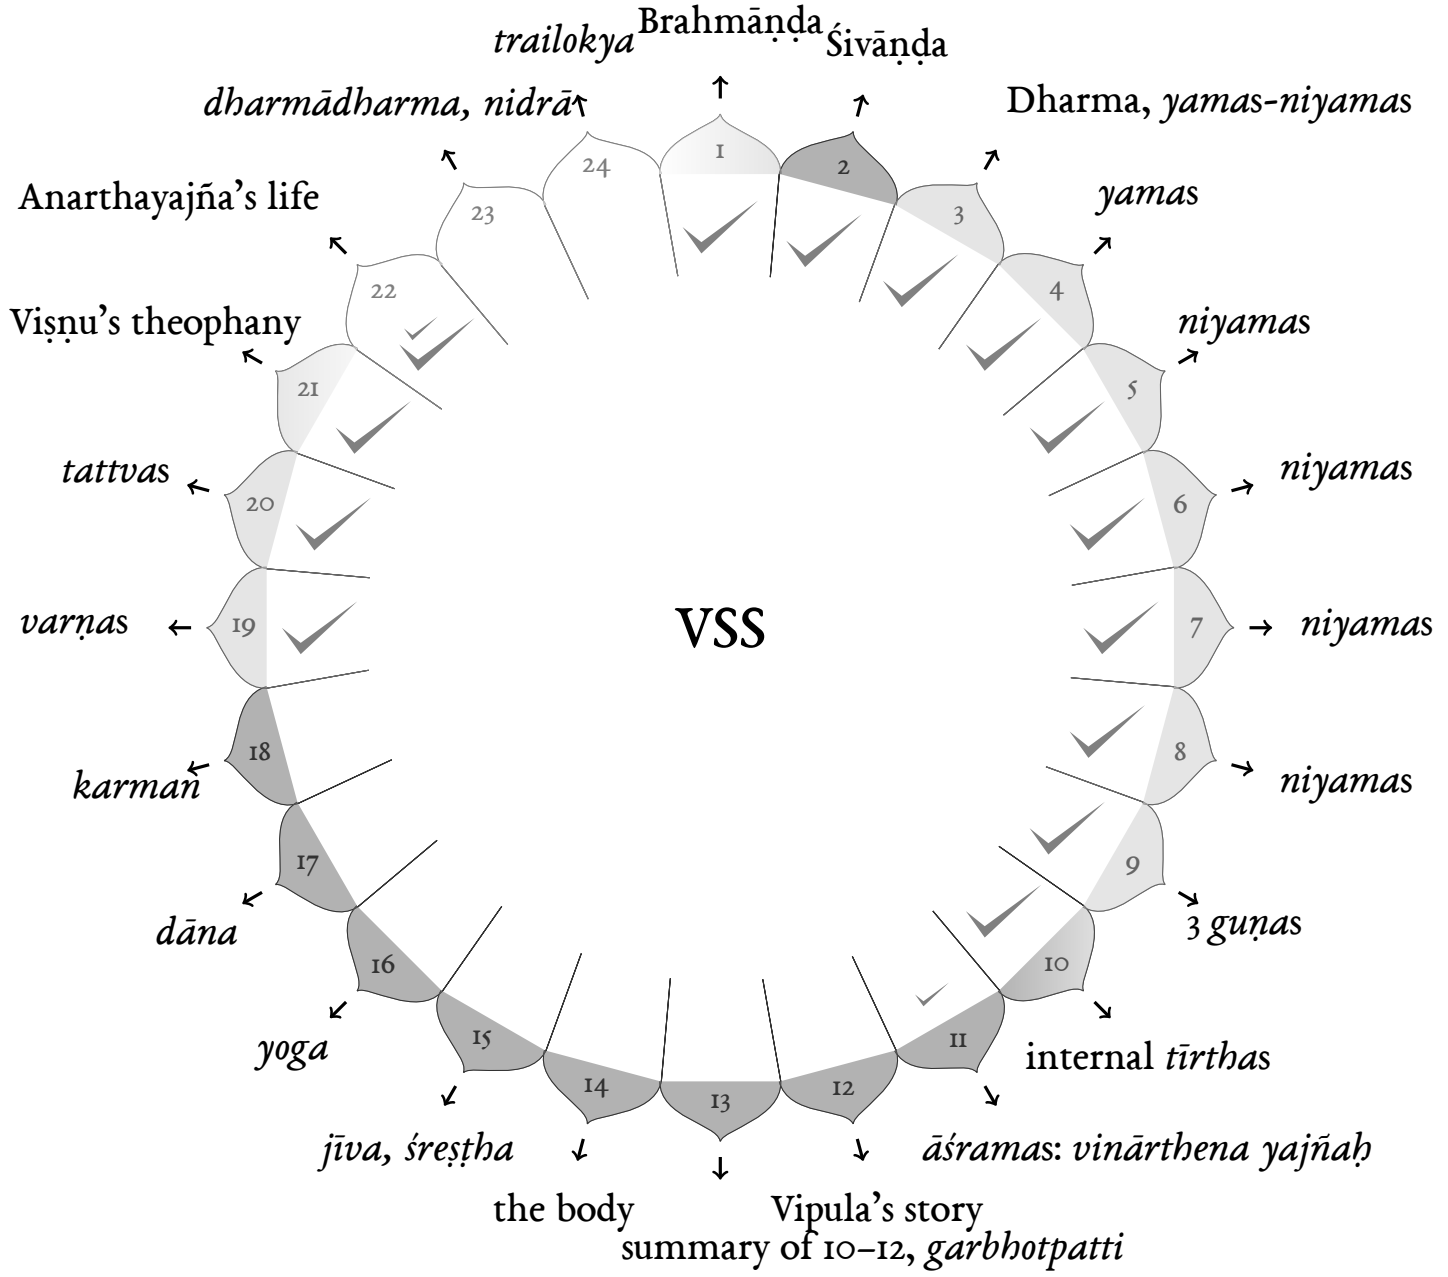 Brahmāṇḍa
trailokya
Śivāṇḍa
dharmādharma, nidrā
Dharma, yamas-niyamas
1
24
2
Anarthayajña’s life
yamas
23
3
22
4
Viṣṇu’s theophany
niyamas
21
5
tattvas
niyamas
20
6
varṇas
19
VSS
7
niyamas
18
8
karman
niyamas
17
9
dāna
3 guṇas
16
10
yoga
internal tīrthas
15
11
14
12
13
jīva, śreṣṭha
āśramas: vinārthena yajñaḥ
the body
Vipula’s story
summary of 10–12, garbhotpatti